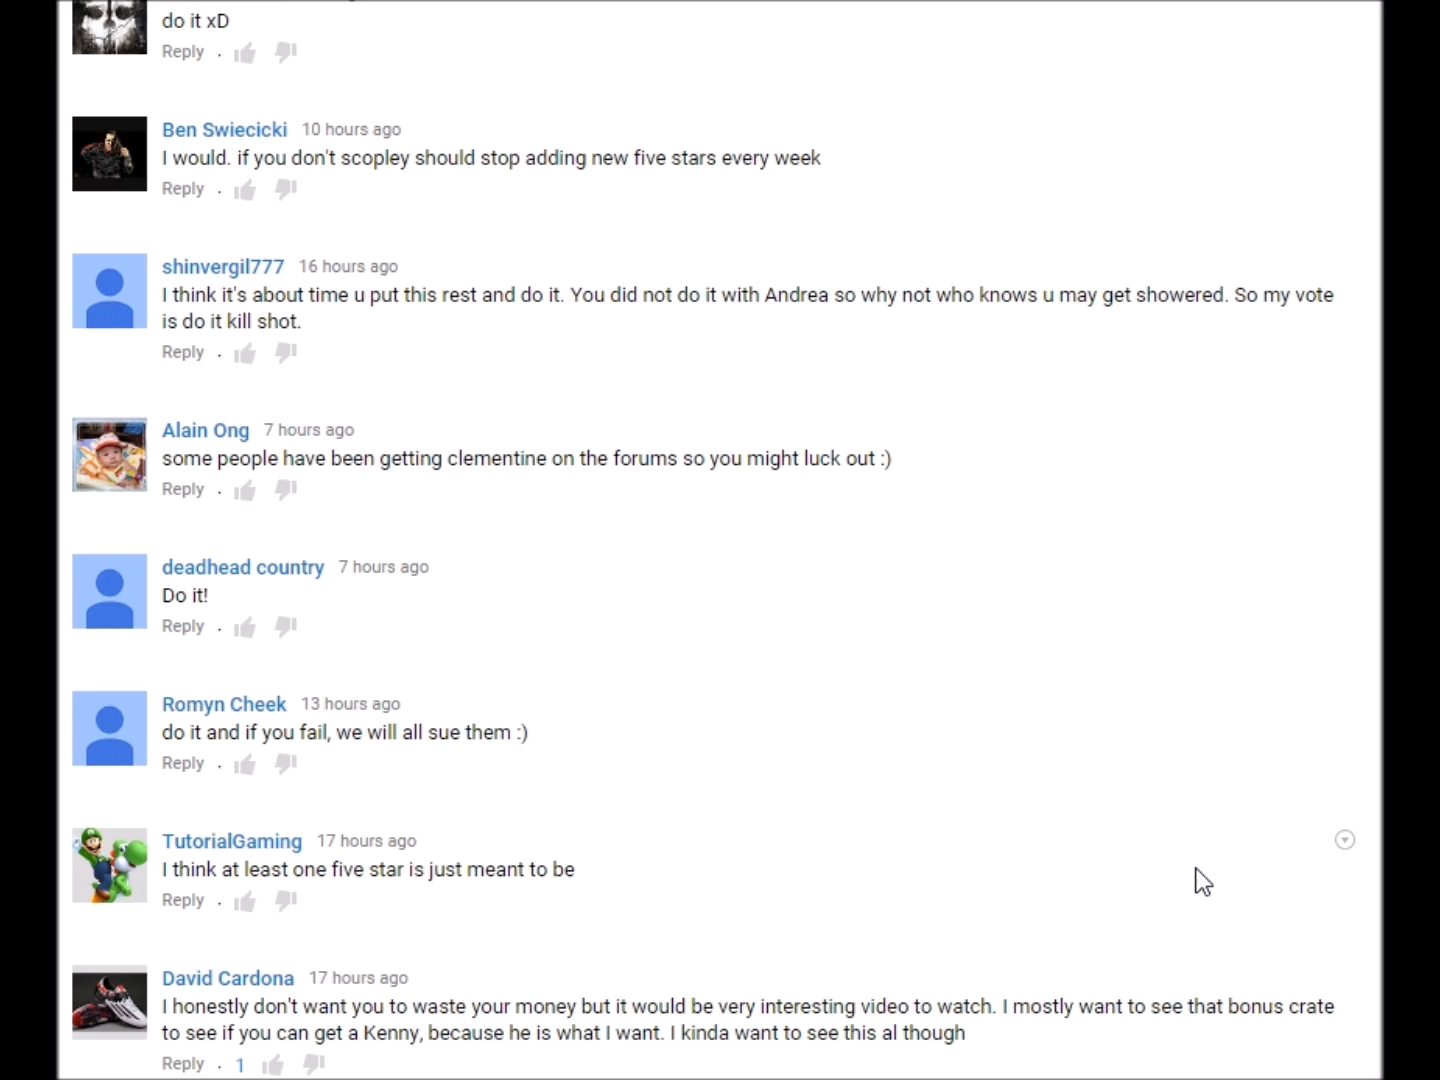 do it xD
Reply .
Ben Swiecicki 10 hours ago
I would. if you don't scopley should stop adding new five stars every week
Reply .
shinvergil777 16 hours ago
I think it's about time u put this rest and do it. You did not do it with Andrea so why not who knows u may get showered. So my vote
is do it kill shot.
Reply .
Alain Ong 7 hours ago
some people have been getting clementine on the forums so you might luck out :)
Reply .
deadhead country 7 hours ago
Do it!
Reply .
Romyn Cheek 13 hours ago
do it and if you fail, we will all sue them :)
Reply .
TutorialGaming 17 hours ago
I think at least one five star is just meant to be
Reply .
David Cardona 17 hours ago
I honestly don't want you to waste your money but it would be very interesting video to watch. I mostly want to see that bonus crate
to see if you can get a Kenny, because he is what I want. I kinda want to see this al though
Reply . 1